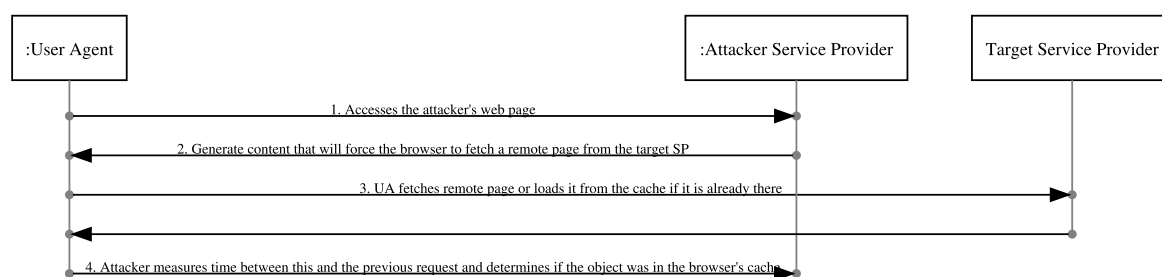 :User Agent
:Attacker Service Provider
Target Service Provider
1. Accesses the attacker's web page
2. Generate content that will force the browser to fetch a remote page from the target SP
3. UA fetches remote page or loads it from the cache if it is already there
4. Attacker measures time between this and the previous request and determines if the object was in the browser's cache